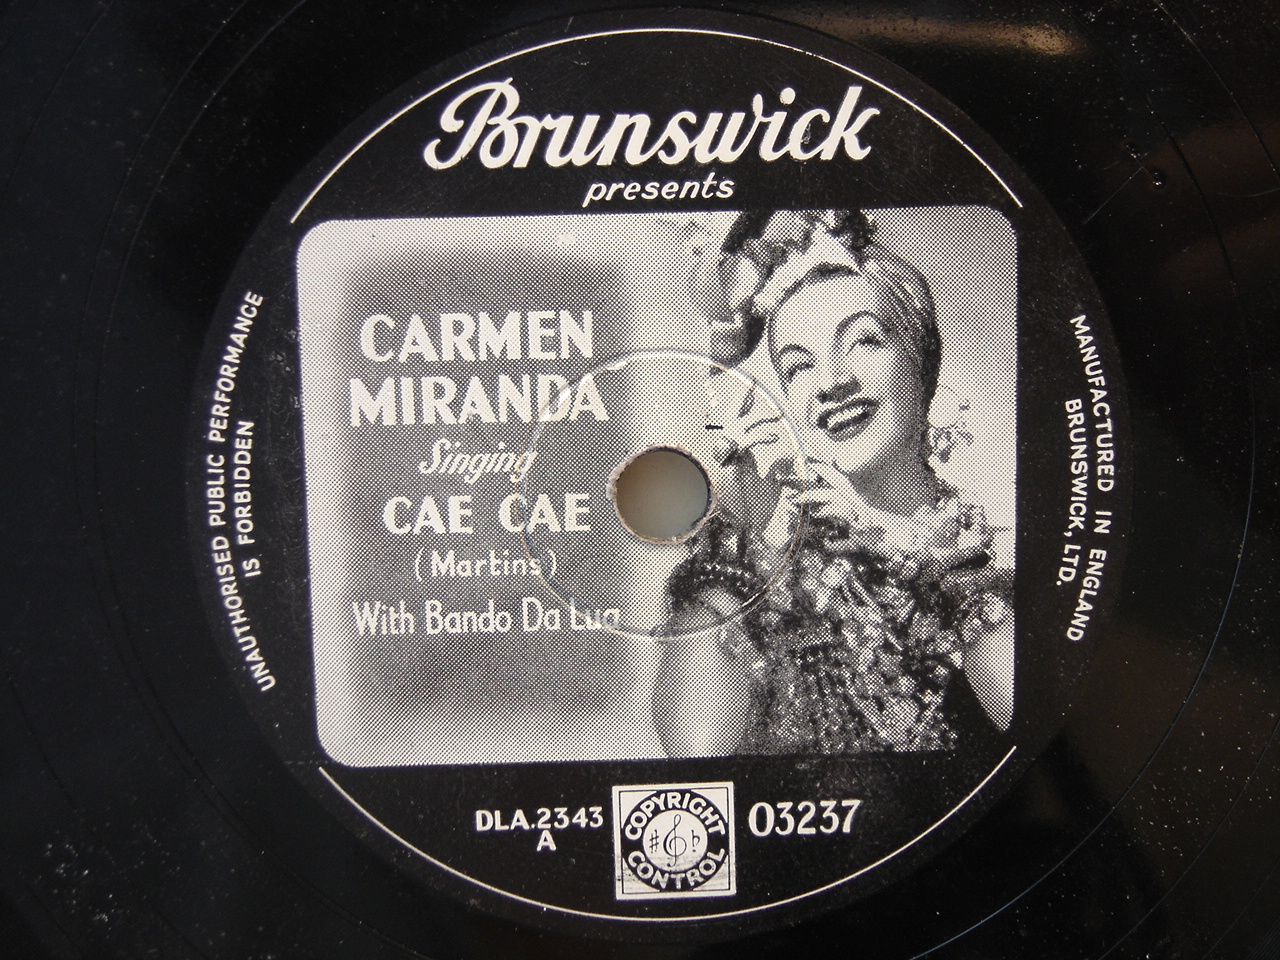 Brunswick
presents
CARMEN
MIRANDA
Singing
CAE CAE
(Martins)
With Bando Da Lua
UNAUTHORISED PUBLIC PERFORMANCE
IS FORBIDDEN
MANUFACTURED IN ENGLAND
BRUNSWICK, LTD.
DLA.2343
A
COPYRIGHT
CONTROL
03237